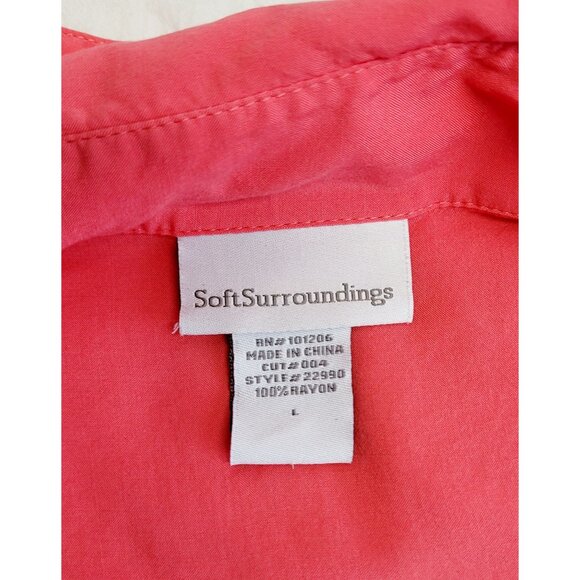 SoftSurroundings
RN# 101206
MADE IN CHINA
CUT# 004
STYLE# 22990
100% RAYON
L